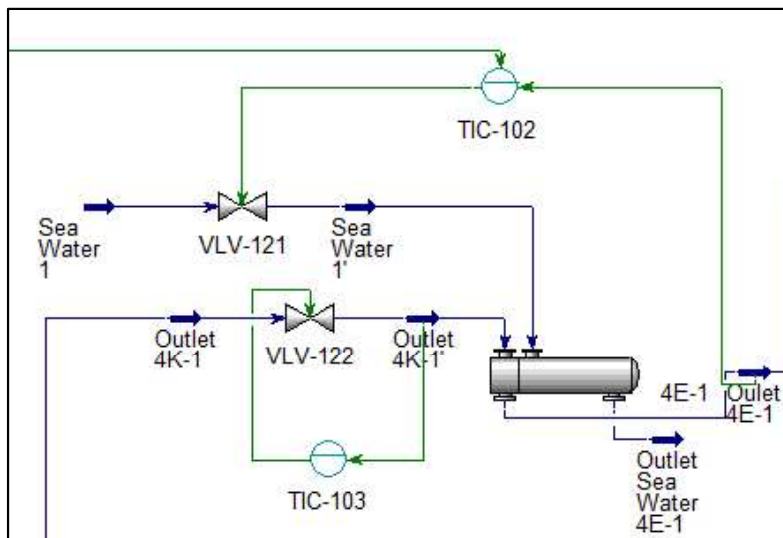 TIC-102
Sea
Water
1
VLV-121
Sea
Water
1'
Outlet
4K-1
VLV-122
Outlet
4K-1'
4E-1
Oulet
4E-1
TIC-103
Outlet
Sea
Water
4E-1